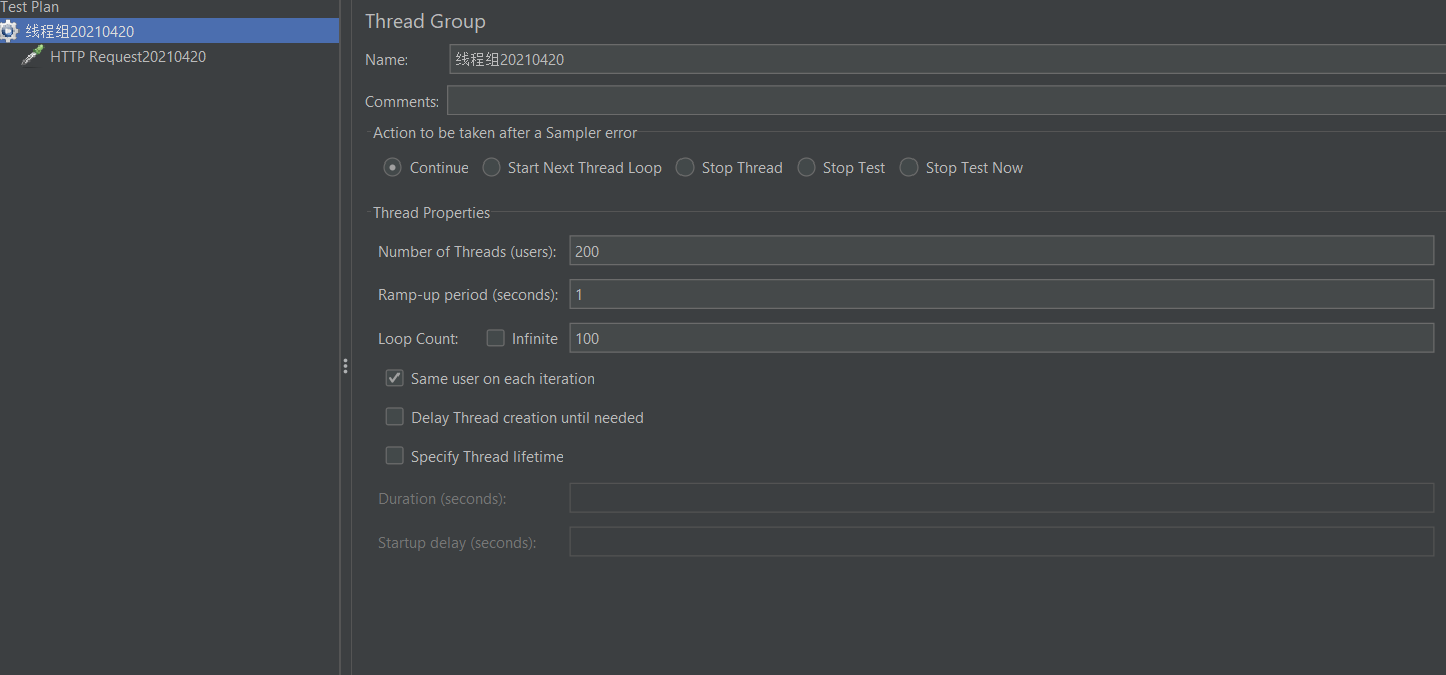 Test Plan
线程组20210420
HTTP Request20210420
Thread Group
Name: 线程组20210420
Comments:
Action to be taken after a Sampler error
Continue Start Next Thread Loop Stop Thread Stop Test Stop Test Now
Thread Properties
Number of Threads (users): 200
Ramp-up period (seconds): 1
Loop Count: Infinite 100
Same user on each iteration
Delay Thread creation until needed
Specify Thread lifetime
Duration (seconds):
Startup delay (seconds):